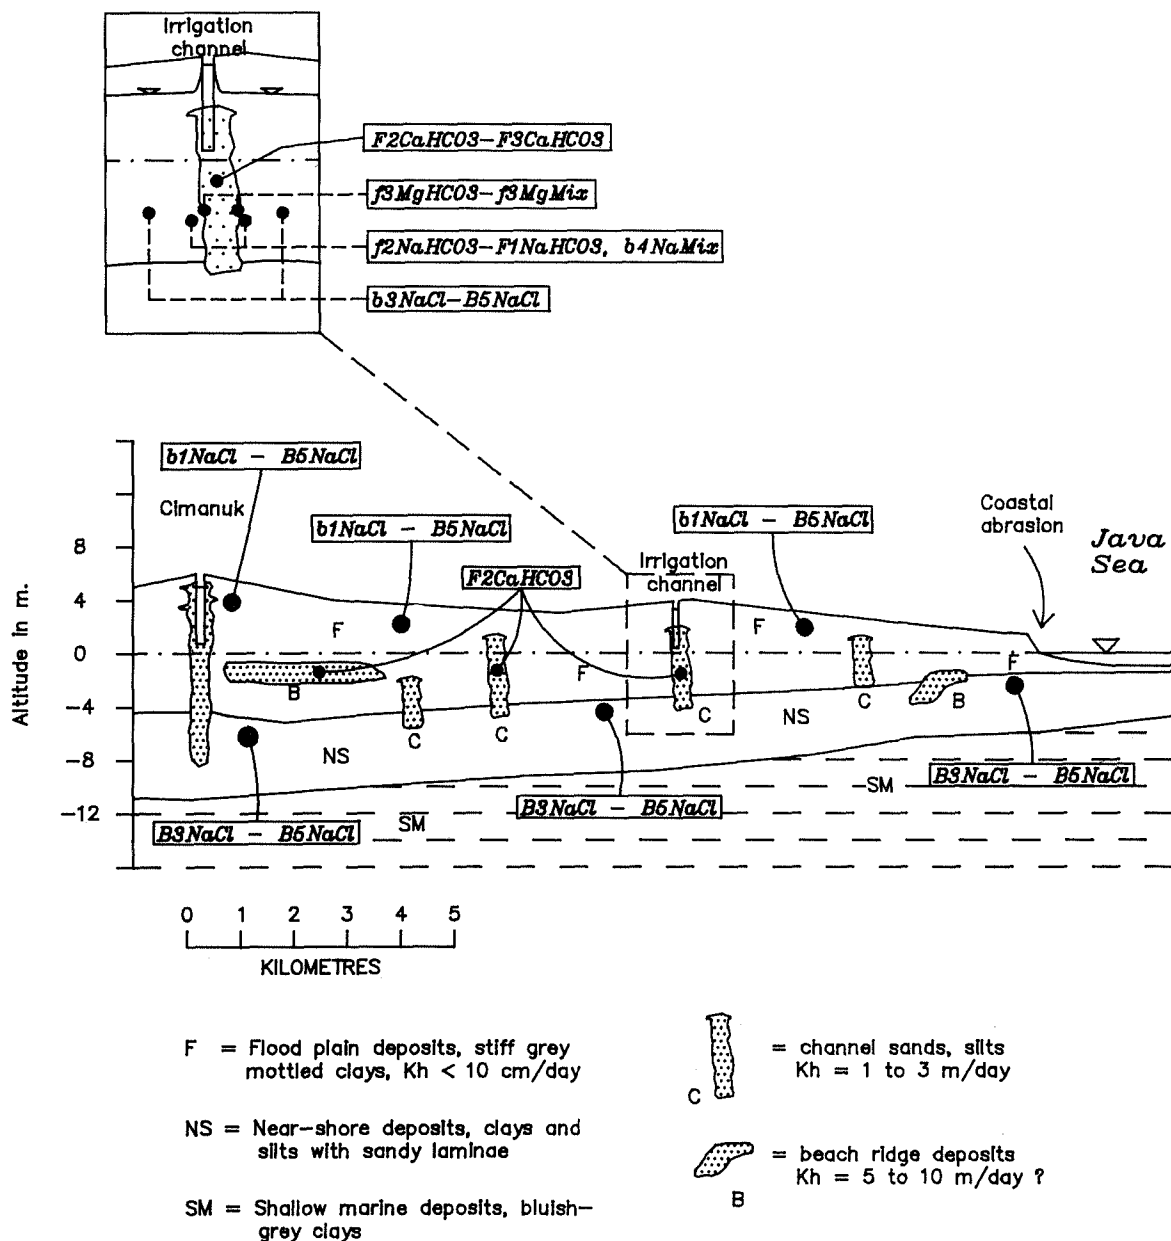 Irrigation
channel
F2CaHCO3-F3CaHCO3
f3MgHCO3-f3MgMix
f2NaHCO3-F1NaHCO3, b4NaMix
b3NaCl-B5NaCl
b1NaCl - B5NaCl
Cimanuk
b1NaCl - B5NaCl
F2CaHCO3
b1NaCl - B5NaCl
Irrigation
channel
Coastal
abrasion
Java
Sea
Altitude in m.
8
4
0
-4
-8
-12
F
F
F
F
B
C
C
C
C
B
NS
NS
SM
SM
B3NaCl - B5NaCl
B3NaCl - B5NaCl
B3NaCl - B5NaCl
0 1 2 3 4 5
KILOMETRES
F = Flood plain deposits, stiff grey
mottled clays, Kh < 10 cm/day
NS = Near-shore deposits, clays and
silts with sandy laminae
SM = Shallow marine deposits, bluish-
grey clays
C
= channel sands, silts
Kh = 1 to 3 m/day
B
= beach ridge deposits
Kh = 5 to 10 m/day ?